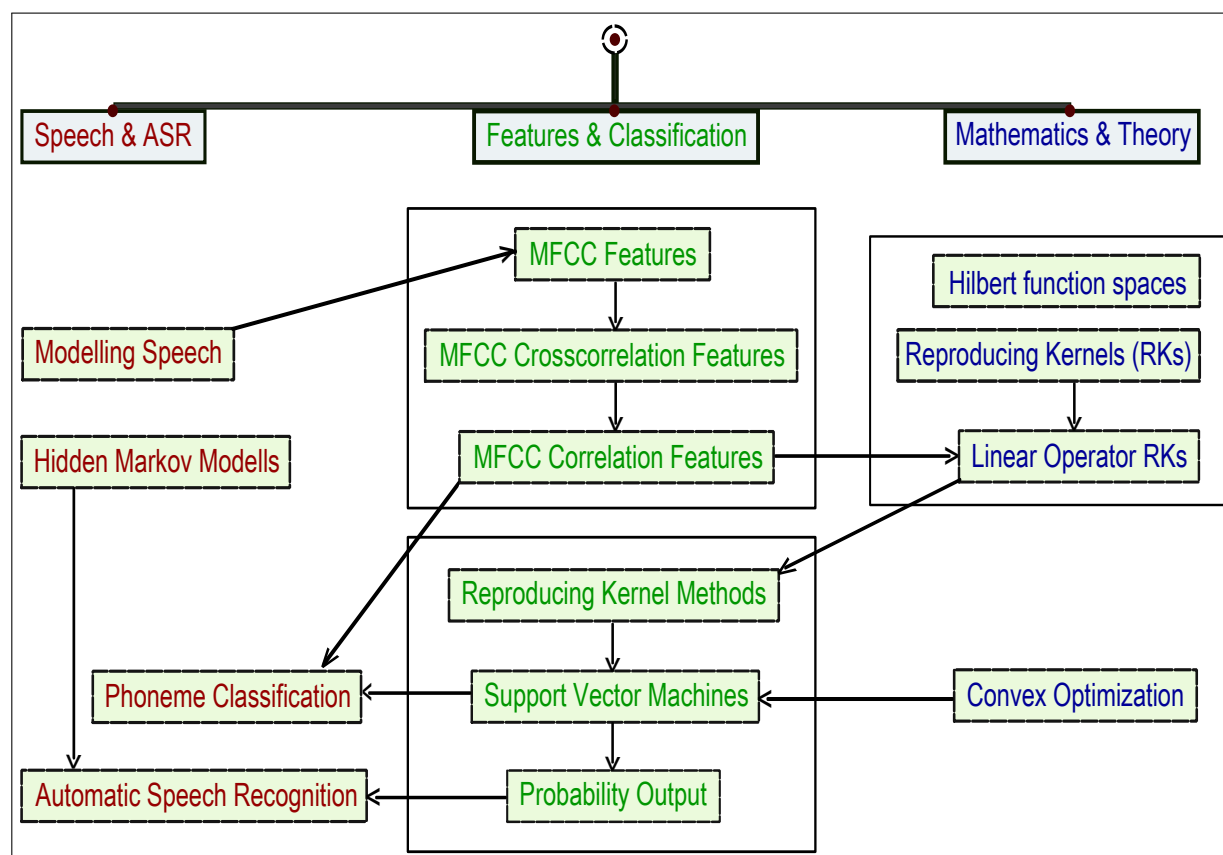 Speech & ASR
Features & Classification
Mathematics & Theory
MFCC Features
Hilbert function spaces
Modelling Speech
MFCC Crosscorrelation Features
Reproducing Kernels (RKs)
Hidden Markov Modells
MFCC Correlation Features
Linear Operator RKs
Reproducing Kernel Methods
Phoneme Classification
Support Vector Machines
Convex Optimization
Automatic Speech Recognition
Probability Output